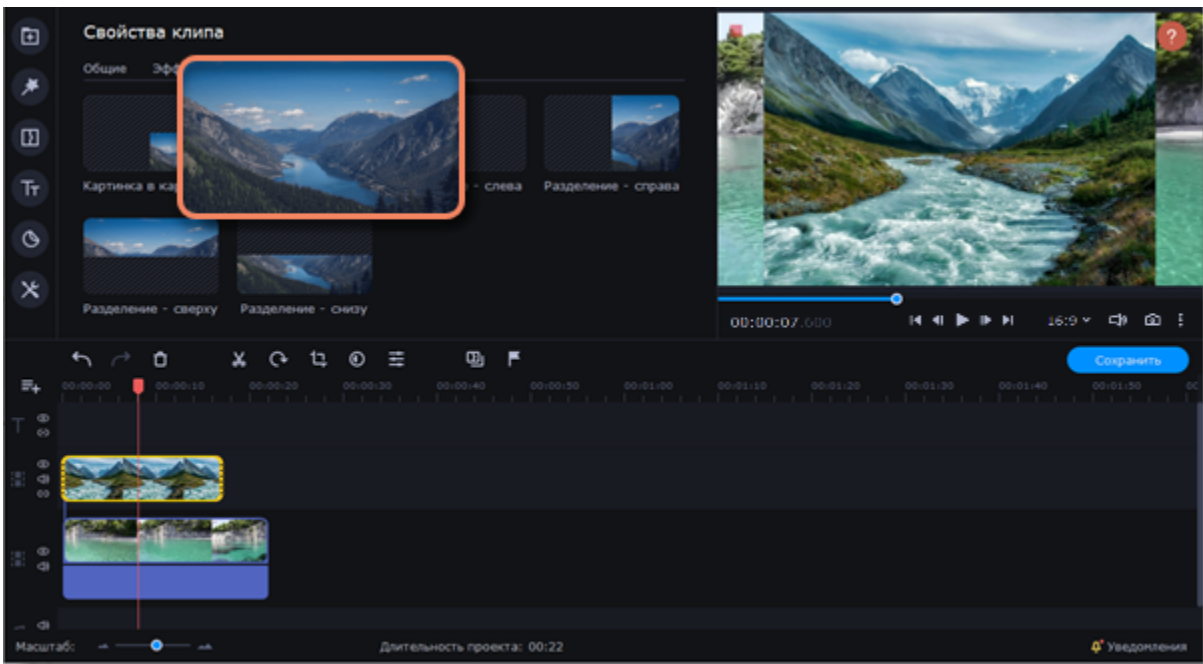 Свойства клипа
Общие
Картинка в
слева
Разделение - справа
Разделение - сверху
Разделение - снизу
?
00:00:07.600
16:9
Сохранить
00:00:00 00:00:10 00:00:20 00:00:30 00:00:40 00:00:50 00:01:00 00:01:10 00:01:20 00:01:30 00:01:40 00:01:50
Масштаб:
Длительность проекта: 00:22
Уведомления